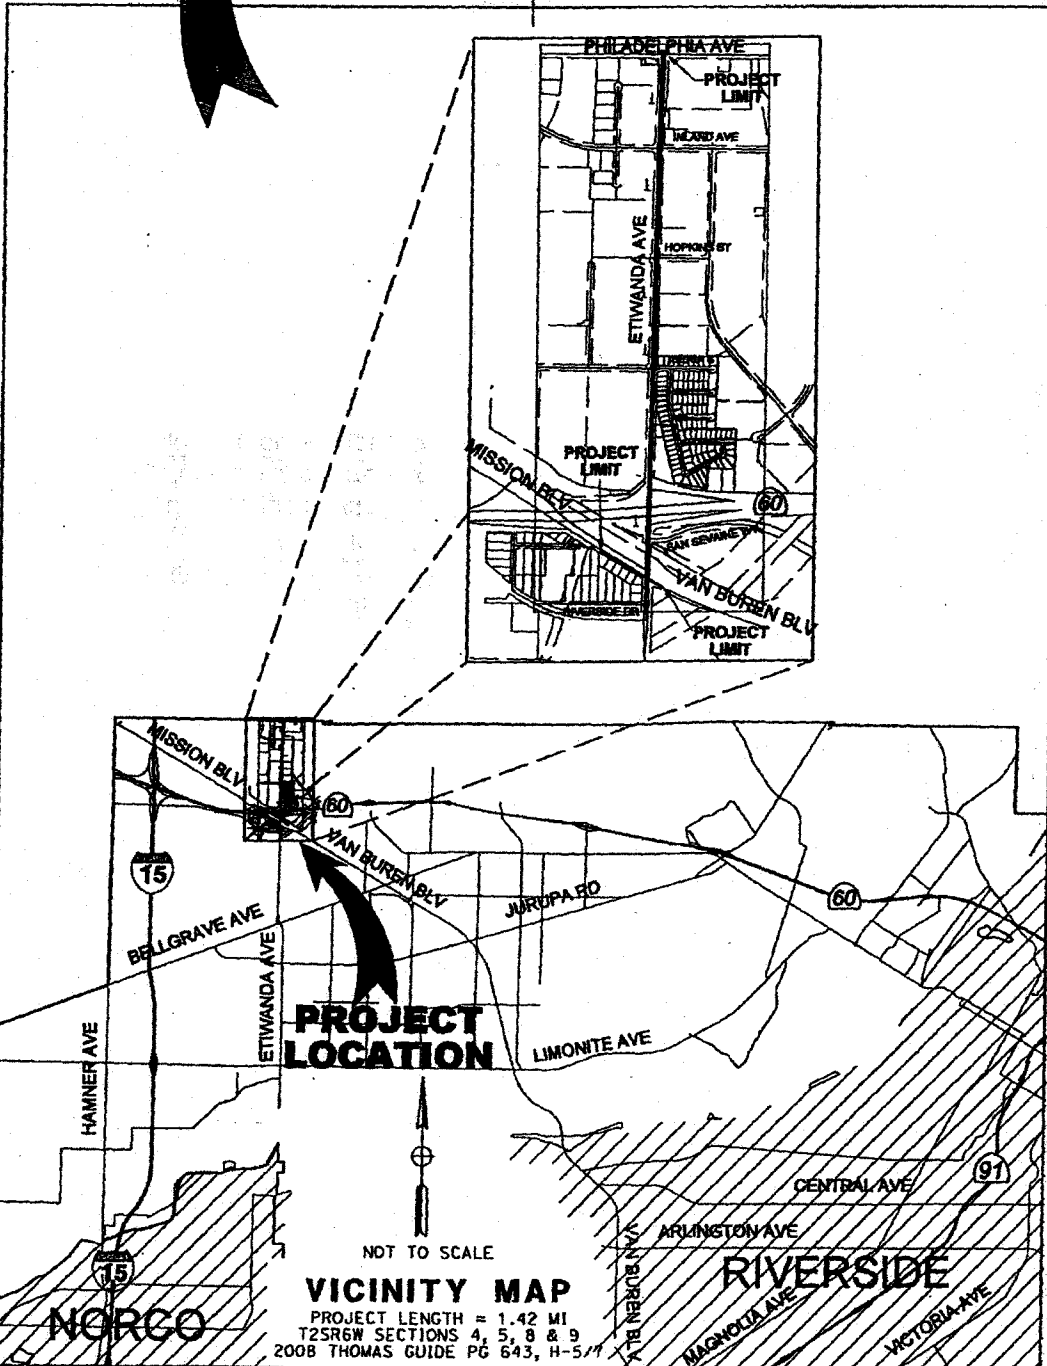 PHILADELPHIA AVE
PROJECT
LIMIT
INLAND AVE
ETIWANDA AVE
HOPKINS ST
PROJECT
LIMIT
MISSION BLV
60
SAN SEVAINE
VAN BUREN BLV
RIVERSIDE DR
PROJECT
LIMIT
MISSION BLV
60
15
VAN BUREN BLV
JURUPA RD
60
BELLGRAVE AVE
ETIWANDA AVE
PROJECT
LOCATION
LIMONITE AVE
HAMNER AVE
91
CENTRAL AVE
ARLINGTON AVE
NOT TO SCALE
VAN BUREN BLV
RIVERSIDE
15
VICINITY MAP
MAGNOLIA AVE
VICTORIA AVE
NORCO
PROJECT LENGTH = 1.42 MI
T2SR6W SECTIONS 4, 5, 8 & 9
2008 THOMAS GUIDE PG 643, H-5/7